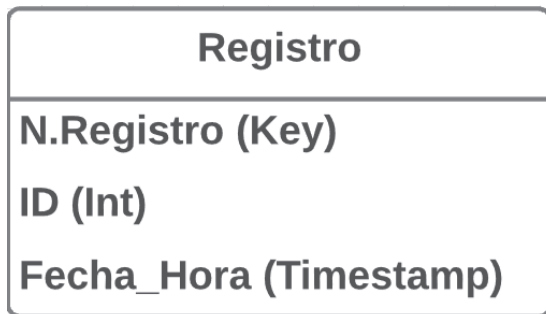 Registro
N.Registro (Key)
ID (Int)
Fecha_Hora (Timestamp)